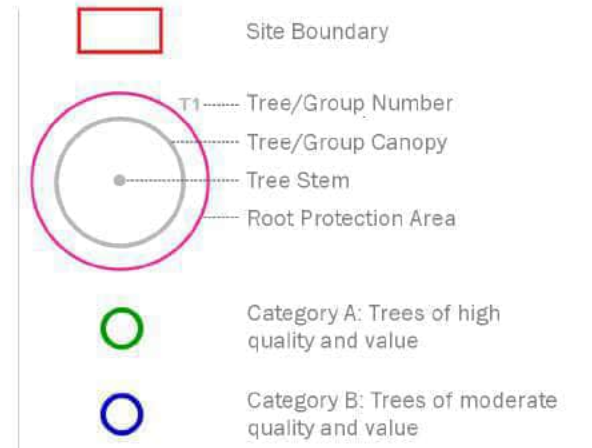 Site Boundary
T1 Tree/Group Number
Tree/Group Canopy
Tree Stem
Root Protection Area
Category A: Trees of high
quality and value
Category B: Trees of moderate
quality and value